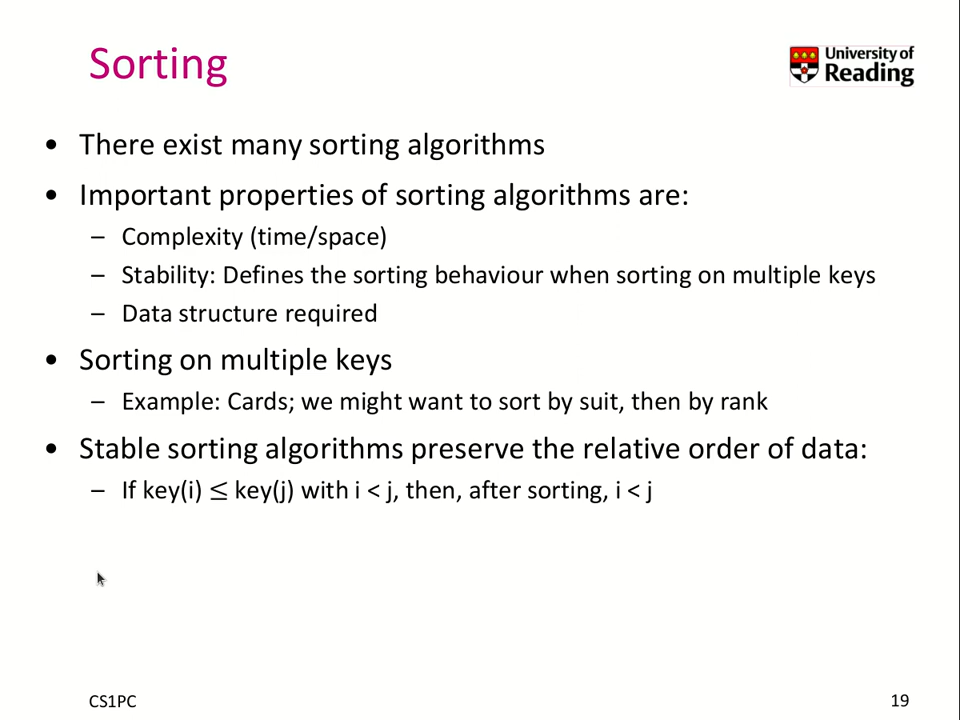 Sorting
University of
Reading
• There exist many sorting algorithms
• Important properties of sorting algorithms are:
– Complexity (time/space)
– Stability: Defines the sorting behaviour when sorting on multiple keys
– Data structure required
• Sorting on multiple keys
– Example: Cards; we might want to sort by suit, then by rank
• Stable sorting algorithms preserve the relative order of data:
– If key(i) ≤ key(j) with i < j, then, after sorting, i < j
CS1PC
19